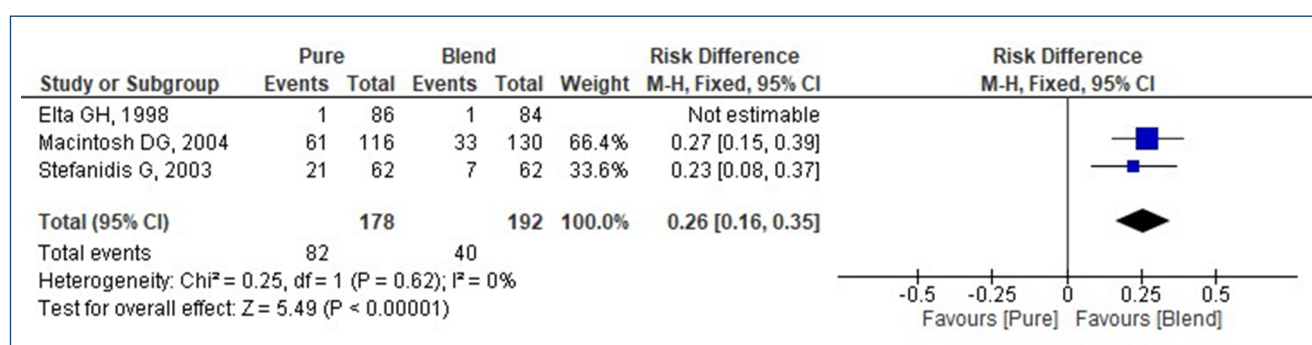 Pure Blend Risk Difference Risk Difference
Study or Subgroup Events Total Events Total Weight M-H, Fixed, 95% CI M-H, Fixed, 95% CI
Elta GH, 1998 1 86 1 84 Not estimable
Macintosh DG, 2004 61 116 33 130 66.4% 0.27 [0.15, 0.39]
Stefanidis G, 2003 21 62 7 62 33.6% 0.23 [0.08, 0.37]
Total (95% CI) 178 192 100.0% 0.26 [0.16, 0.35]
Total events 82 40
Heterogeneity: Chi² = 0.25, df = 1 (P = 0.62); I² = 0%
Test for overall effect: Z = 5.49 (P < 0.00001)
-0.5 -0.25 0 0.25 0.5
Favours [Pure] Favours [Blend]